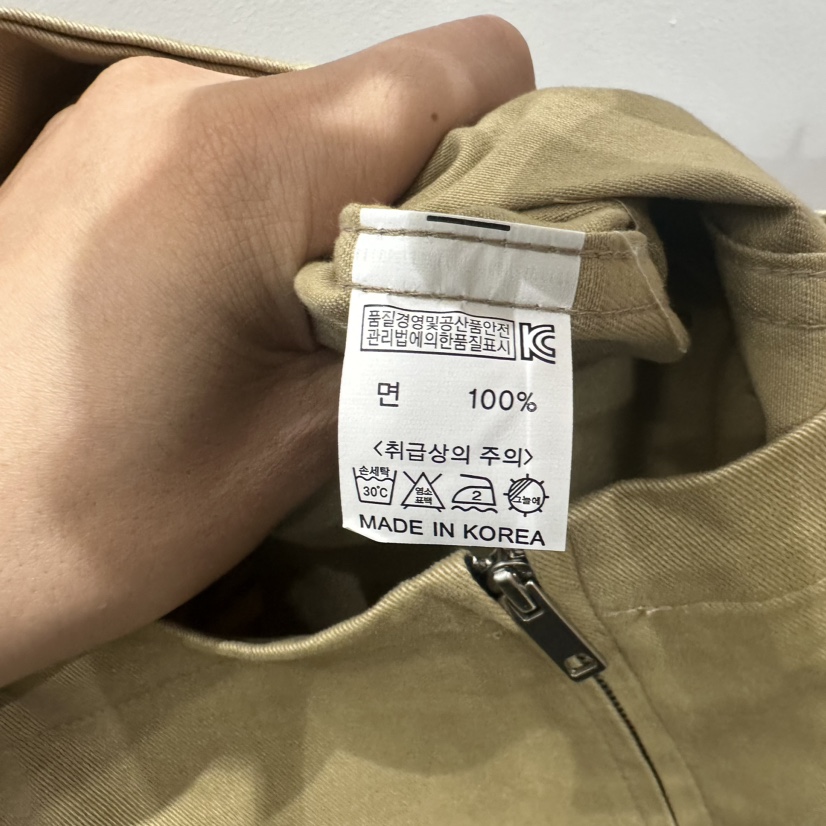 품질경영및공산품안전
관리법에의한품질표시
면 100%
<취급상의 주의>
손세탁
30℃
염소
표백
2
그늘에
MADE IN KOREA